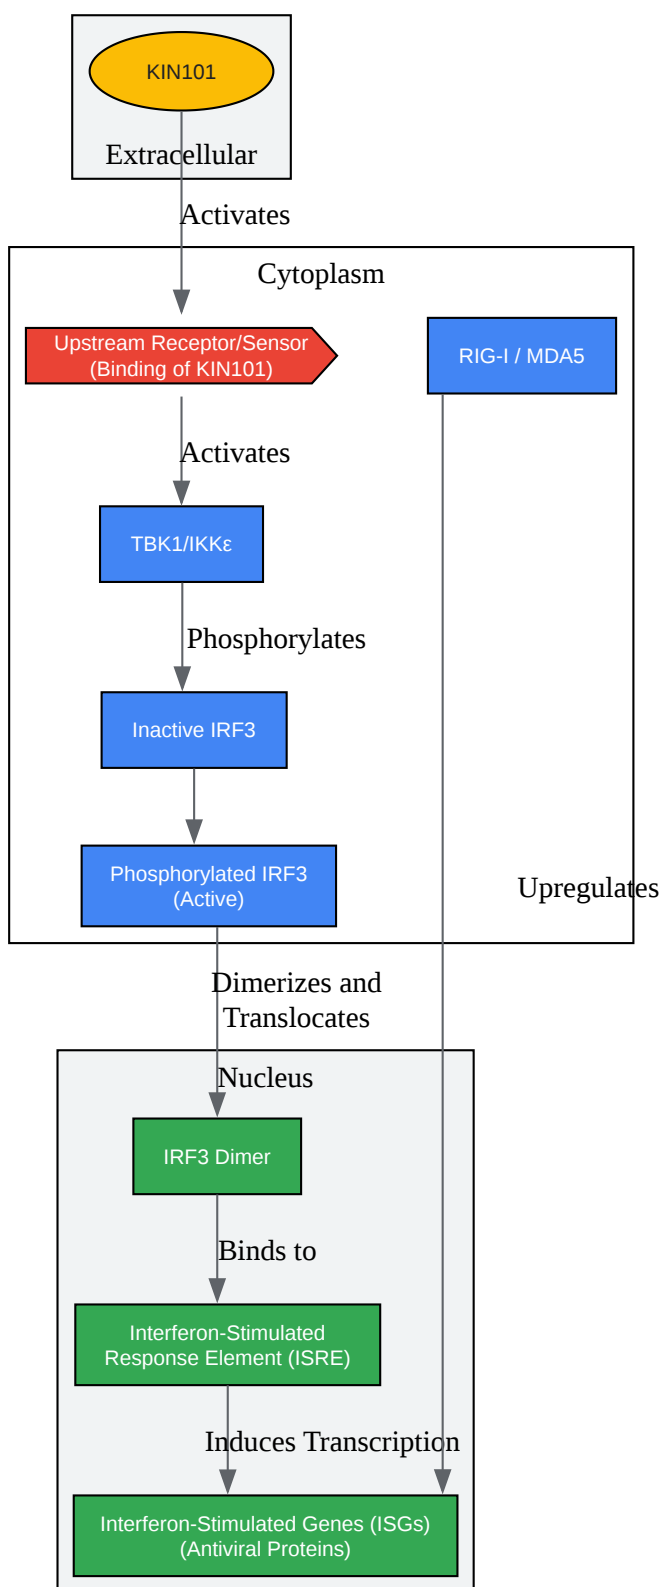 KIN101
Extracellular
Activates
Cytoplasm
Upstream Receptor/Sensor
(Binding of KIN101)
RIG-I / MDA5
Activates
TBK1/IKKε
Phosphorylates
Inactive IRF3
Phosphorylated IRF3
(Active)
Upregulates
Dimerizes and
Translocates
Nucleus
IRF3 Dimer
Binds to
Interferon-Stimulated
Response Element (ISRE)
Induces Transcription
Interferon-Stimulated Genes (ISGs)
(Antiviral Proteins)